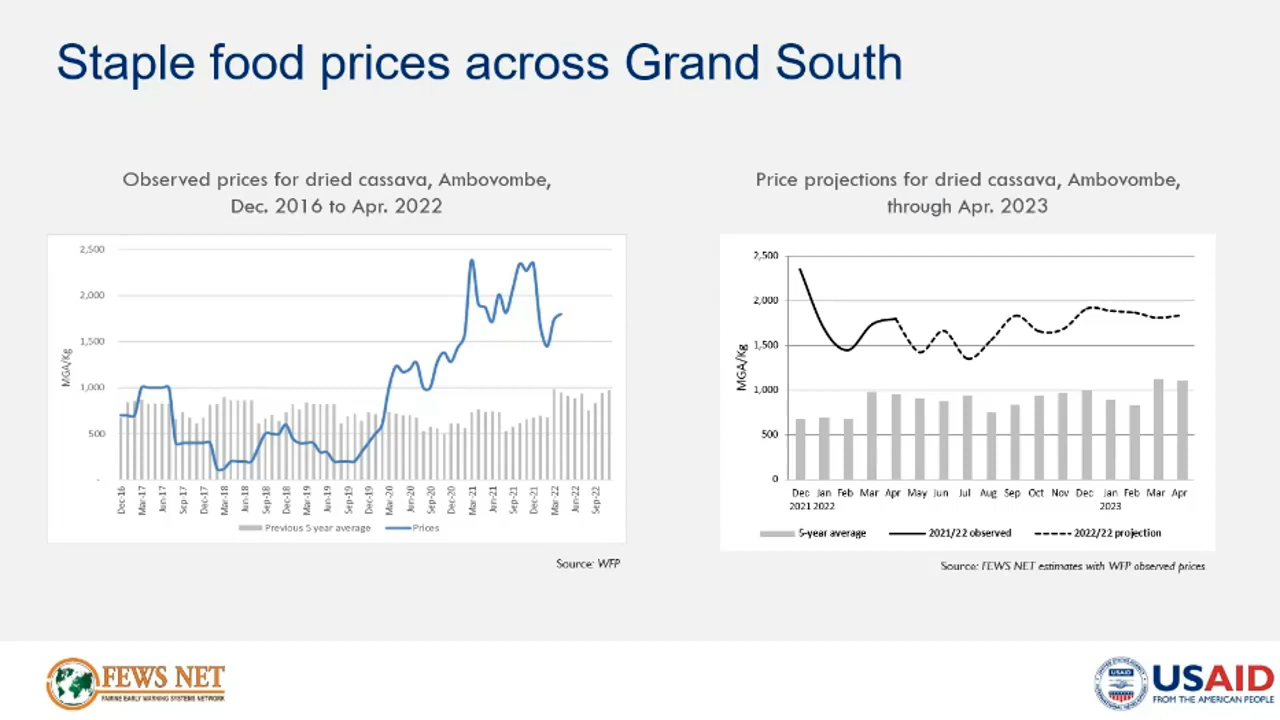 Staple food prices across Grand South
Observed prices for dried cassava, Ambovombe,
Dec. 2016 to Apr. 2022
2,500
2,000
1,500
1,000
500
-
MGA/Kg
Dec-16
Mar-17
Jun-17
Sep-17
Dec-17
Mar-18
Jun-18
Sep-18
Dec-18
Mar-19
Jun-19
Sep-19
Dec-19
Mar-20
Jun-20
Sep-20
Dec-20
Mar-21
Jun-21
Sep-21
Dec-21
Mar-22
Jun-22
Sep-22
Previous 5 year average Prices
Source: WFP
Price projections for dried cassava, Ambovombe,
through Apr. 2023
2,500
2,000
1,500
1,000
500
0
MGA/Kg
Dec Jan Feb Mar Apr May Jun Jul Aug Sep Oct Nov Dec Jan Feb Mar Apr
2021 2022 2023
5-year average 2021/22 observed 2022/22 projection
Source: FEWS NET estimates with WFP observed prices
FEWS NET
FAMINE EARLY WARNING SYSTEMS NETWORK
USAID
FROM THE AMERICAN PEOPLE